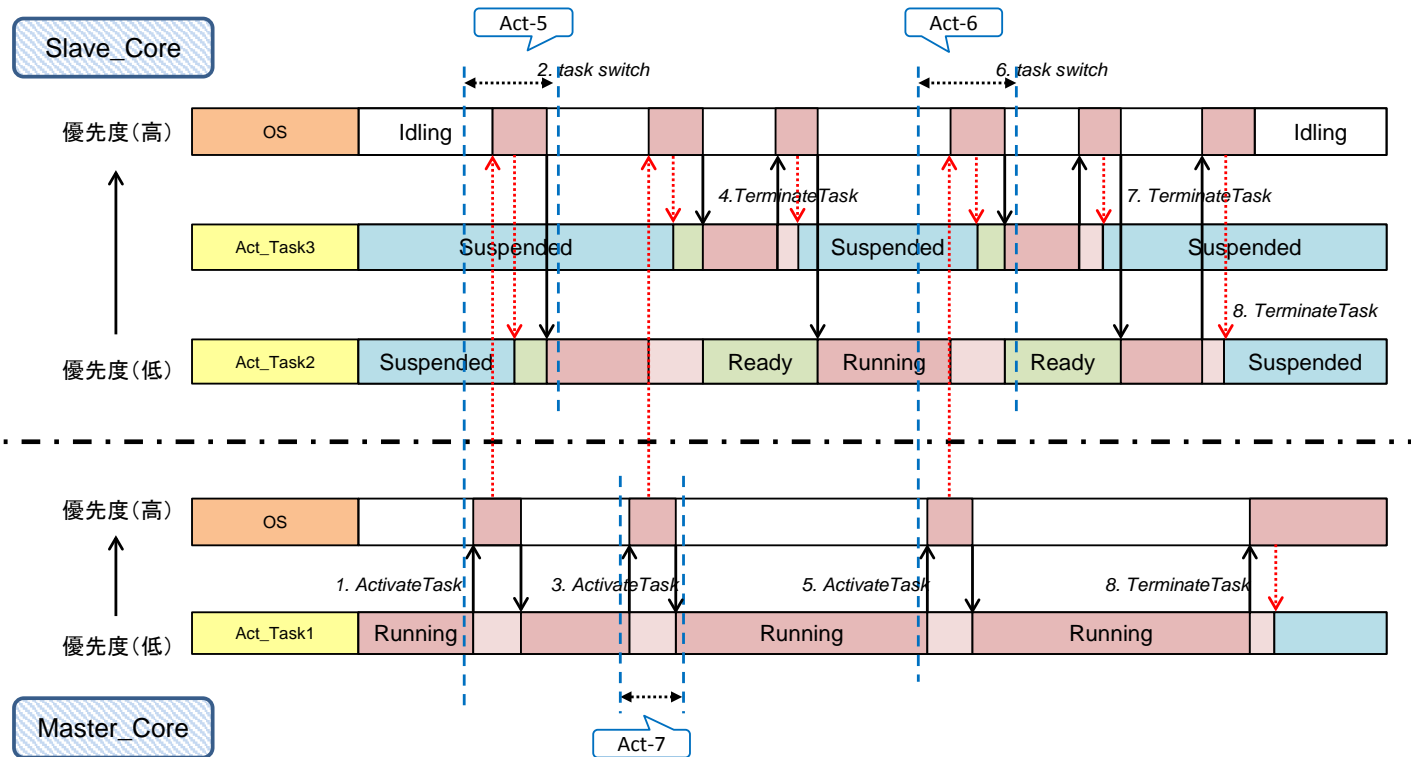 Act-5
Act-6
Slave_Core
2. task switch
6. task switch
優先度(高)
OS
Idling
Idling
4.TerminateTask
7. TerminateTask
Act_Task3
Suspended
Suspended
Suspended
8. TerminateTask
優先度(低)
Act_Task2
Suspended
Ready
Running
Ready
Suspended
優先度(高)
OS
1. ActivateTask
3. ActivateTask
5. ActivateTask
8. TerminateTask
優先度(低)
Act_Task1
Running
Running
Running
Master_Core
Act-7